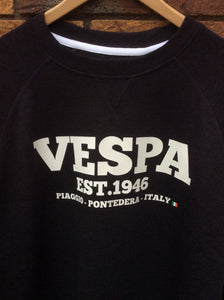 VESPA
EST.1946
PIAGGIO - PONTEDERA - ITALY